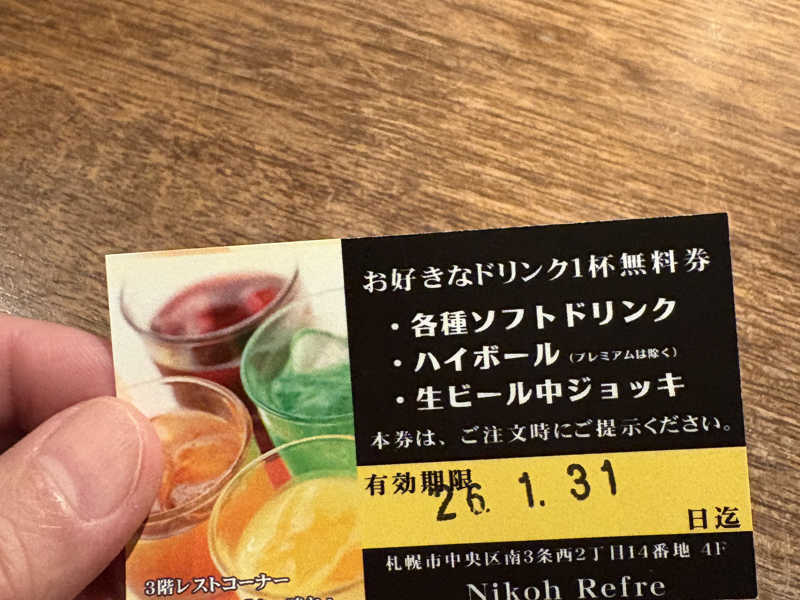 お好きなドリンク1杯無料券
・各種ソフトドリンク
・ハイボール(プレミアムは除く)
・生ビール中ジョッキ
本券は、ご注文時にご提示ください。
有効期限
26. 1. 31
日迄
札幌市中央区南3条西2丁目14番地 4F
Nikoh Refre
3階レストコーナー